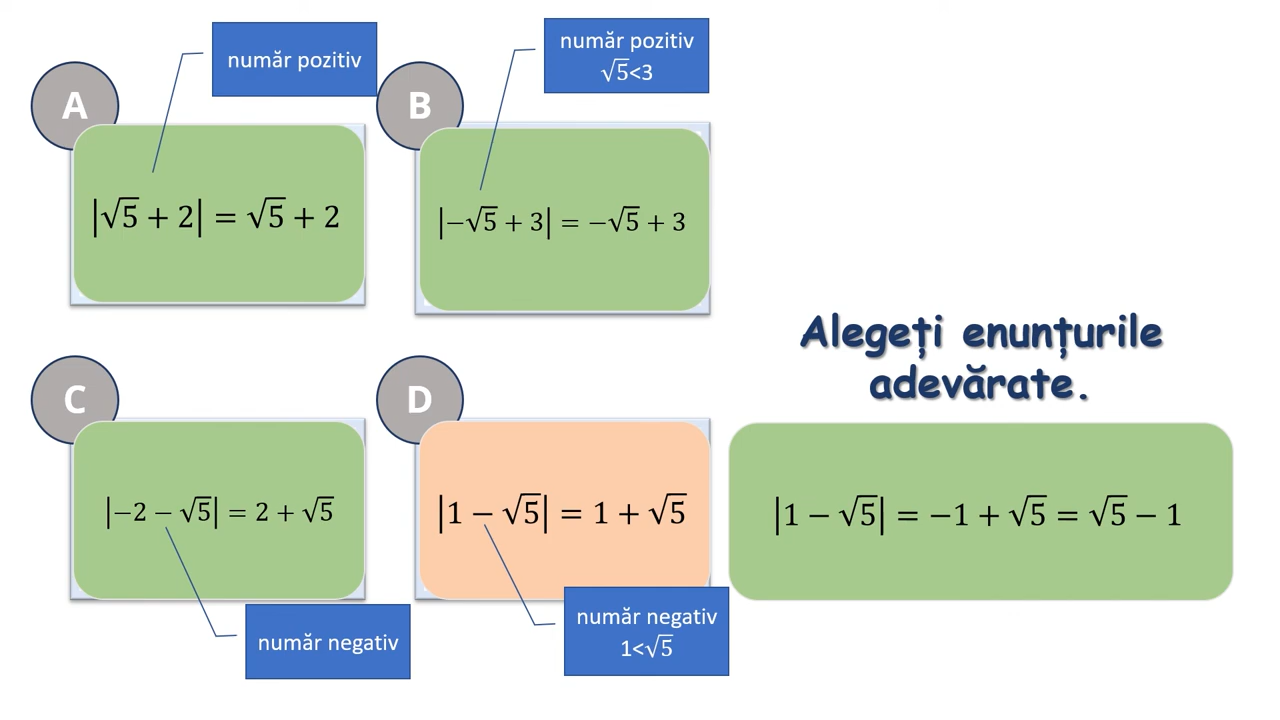 A
număr pozitiv
|√5 + 2| = √5 + 2
B
număr pozitiv
√5<3
|−√5 + 3| = −√5 + 3
Alegeți enunțurile
adevărate.
C
|−2 − √5| = 2 + √5
număr negativ
D
|1 − √5| = 1 + √5
număr negativ
1<√5
|1 − √5| = −1 + √5 = √5 − 1